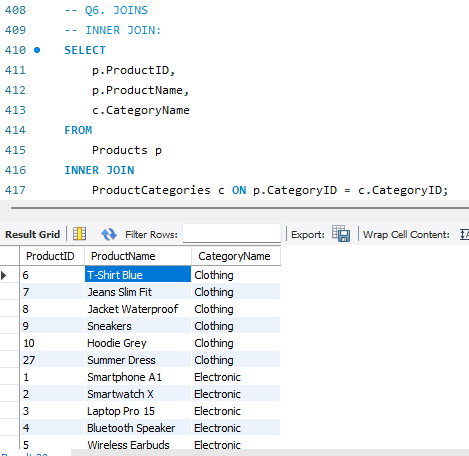 408 -- Q6. JOINS
409 -- INNER JOIN:
410 SELECT
411 p.ProductID,
412 p.ProductName,
413 c.CategoryName
414 FROM
415 Products p
416 INNER JOIN
417 ProductCategories c ON p.CategoryID = c.CategoryID;
Result Grid Filter Rows: Export: Wrap Cell Content:
ProductID ProductName CategoryName
6 T-Shirt Blue Clothing
7 Jeans Slim Fit Clothing
8 Jacket Waterproof Clothing
9 Sneakers Clothing
10 Hoodie Grey Clothing
27 Summer Dress Clothing
1 Smartphone A1 Electronic
2 Smartwatch X Electronic
3 Laptop Pro 15 Electronic
4 Bluetooth Speaker Electronic
5 Wireless Earbuds Electronic